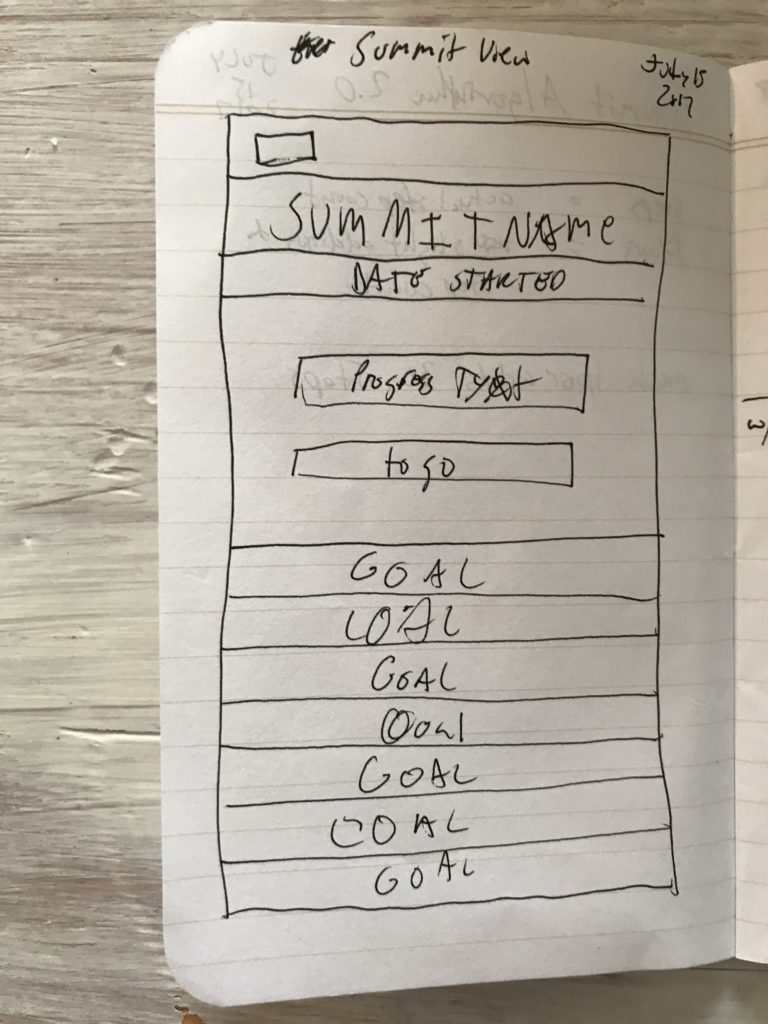 Summit View
July 15
2017
SUMMIT NAME
DATE STARTED
Progress
to go
GOAL
GOAL
GOAL
Goal
GOAL
GOAL
GOAL
w/